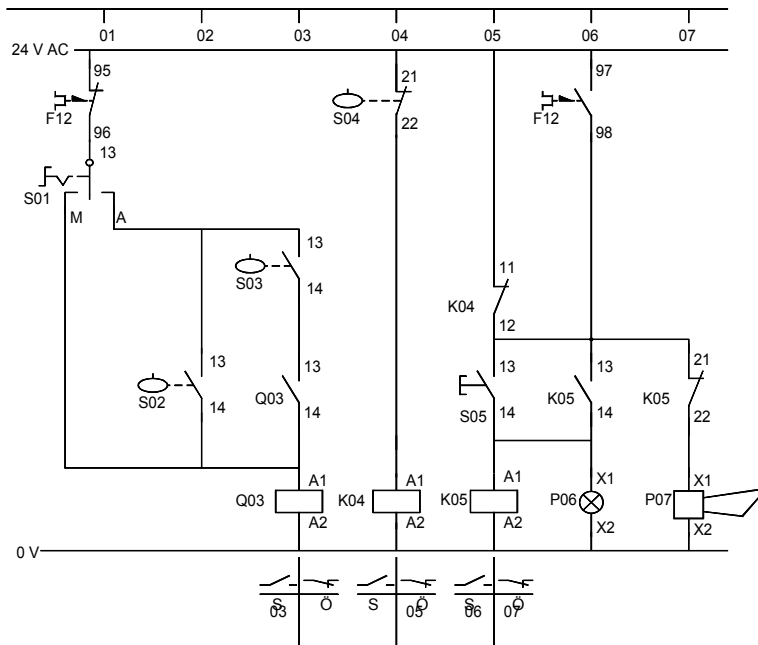 01 02 03 04 05 06 07
24 V AC
95 21 97
F12 S04 F12
96 22 98
13
S01
M A
13
S03 11
14 K04
12
13 13 13 13 21
S02 Q03 S05 K05 K05
14 14 14 14 22
A1 A1 A1 X1 X1
Q03 K04 K05 P06 P07
A2 A2 A2 X2 X2
0 V
S Ö S Ö S Ö
03 05 06 07